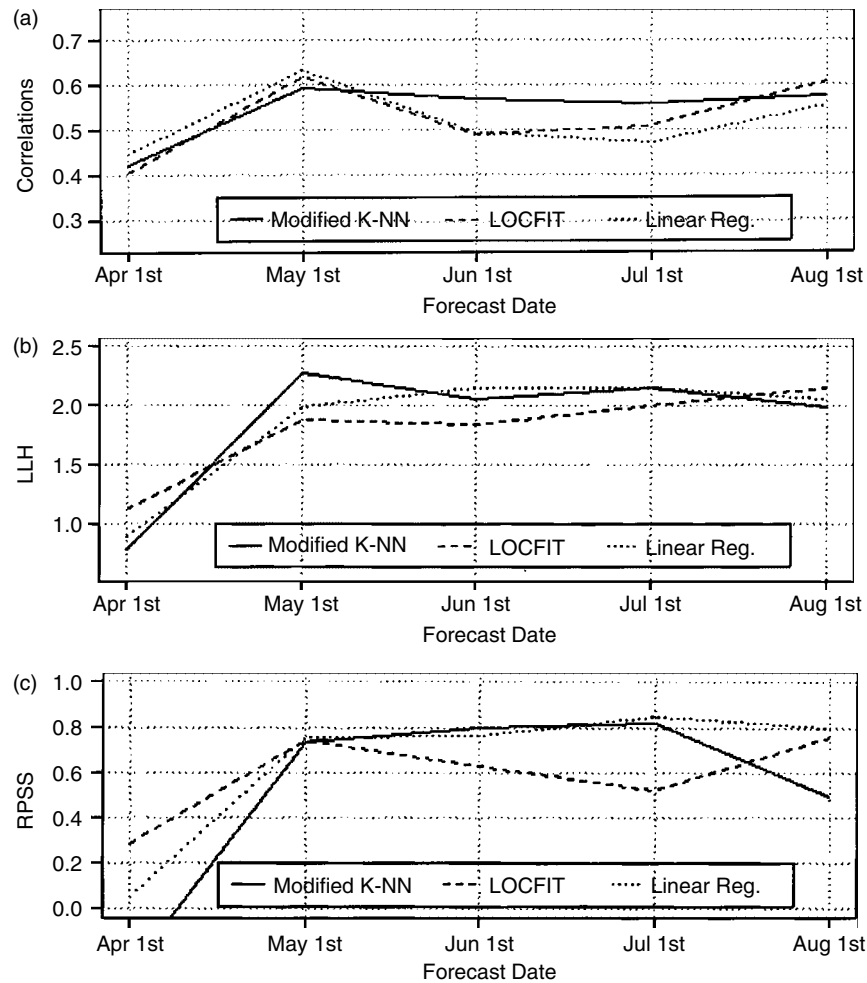 (a)
0.7
0.6
0.5
0.4
0.3
Correlations
Modified K-NN LOCFIT Linear Reg.
Apr 1st May 1st Jun 1st Jul 1st Aug 1st
Forecast Date
(b)
2.5
2.0
1.5
1.0
LLH
Modified K-NN LOCFIT Linear Reg.
Apr 1st May 1st Jun 1st Jul 1st Aug 1st
Forecast Date
(c)
1.0
0.8
0.6
0.4
0.2
0.0
RPSS
Modified K-NN LOCFIT Linear Reg.
Apr 1st May 1st Jun 1st Jul 1st Aug 1st
Forecast Date